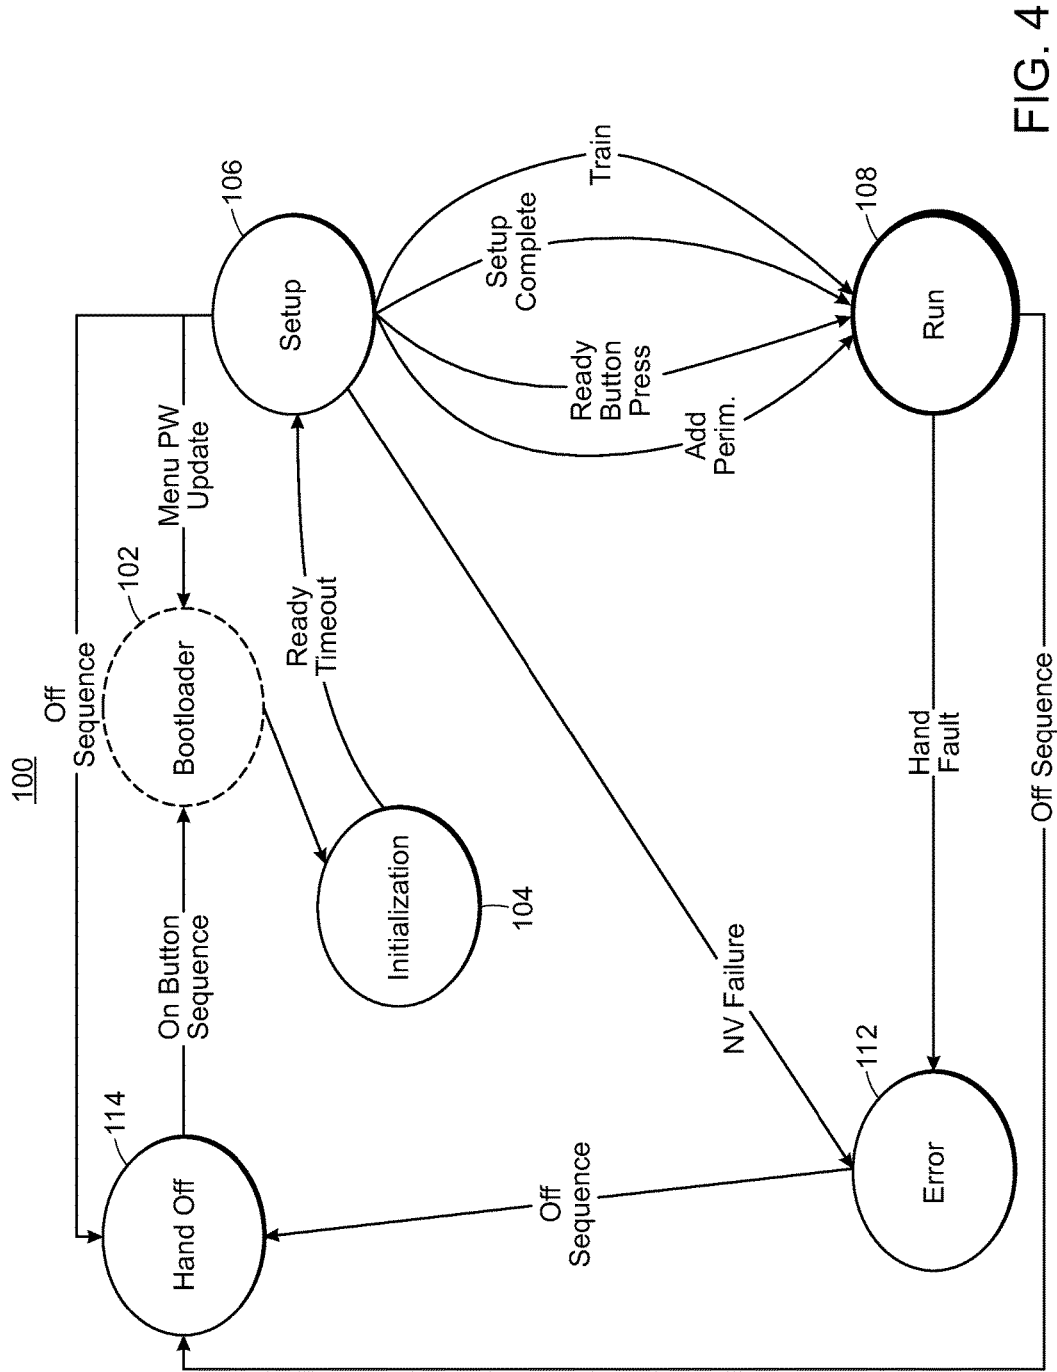 100
Off
Sequence
114
Hand Off
On Button
Sequence
102
Bootloader
Menu PW
Update
106
Setup
104
Initialization
Ready
Timeout
Off
Sequence
NV Failure
Add
Perim.
Ready
Button
Press
Setup
Complete
Train
112
Error
Hand
Fault
108
Run
Off Sequence
FIG. 4